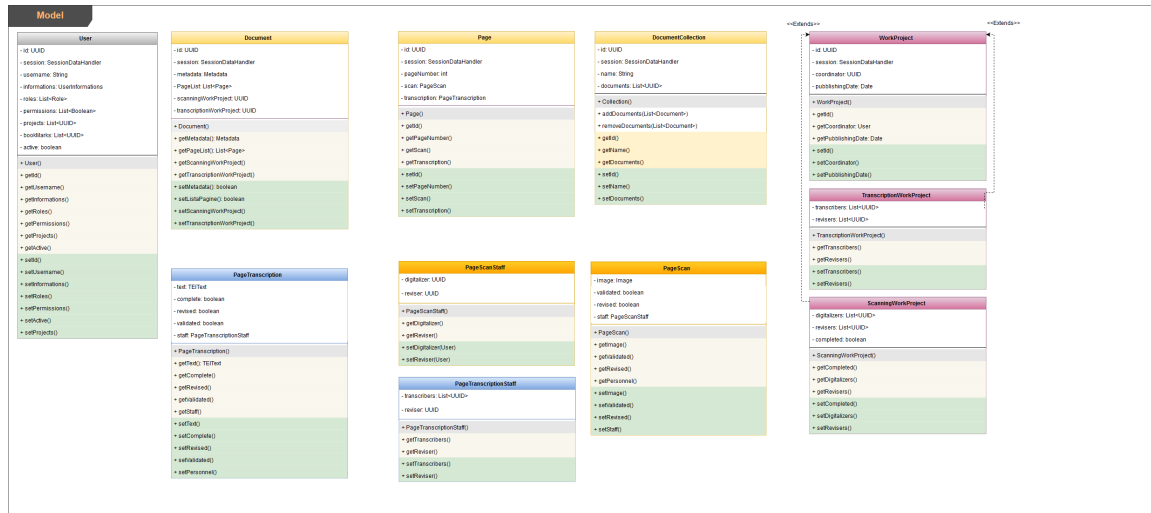 Model
<<Extends>>
<<Extends>>
User
- id: UUID
- session: SessionDataHandler
- username: String
- Informations: UserInformations
- roles: List<Role>
- permissions: List<Boolean>
- projects: List<UUID>
- bookMarks: List<UUID>
- active: boolean
+ User()
+ getId()
+ getUsername()
+ getInformations()
+ getRoles()
+ getPermissions()
+ getProjects()
+ getActive()
+ setId()
+ setUsername()
+ setInformations()
+ setRoles()
+ setPermissions()
+ setActive()
+ setProjects()
Document
- id: UUID
- session: SessionDataHandler
- metadata: Metadata
- PageList: List<Page>
- scanningWorkProject: UUID
- transcriptionWorkProject: UUID
+ Document()
+ getMetadata(): Metadata
+ getPageList(): List<Page>
+ getScanningWorkProject()
+ getTranscriptionWorkProject()
+ setMetadata(): boolean
+ setListaPagine(): boolean
+ setScanningWorkProject()
+ setTranscriptionWorkProject()
Page
- id: UUID
- session: SessionDataHandler
- pageNumber: int
- scan: PageScan
- transcription: PageTranscription
+ Page()
+ getId()
+ getPageNumber()
+ getScan()
+ getTranscription()
+ setId()
+ setPageNumber()
+ setScan()
+ setTranscription()
DocumentCollection
- id: UUID
- session: SessionDataHandler
- name: String
- documents: List<UUID>
+ Collection()
+ addDocuments(List<Document>)
+ removeDocuments(List<Document>)
+ getId()
+ getName()
+ getDocuments()
+ setId()
+ setName()
+ setDocuments()
WorkProject
- id: UUID
- session: SessionDataHandler
- coordinator: UUID
- pubblishingDate: Date
+ WorkProject()
+ getId()
+ getCoordinator: User
+ getPubblishingDate: Date
+ setId()
+ setCoordinator()
+ setPubblishingDate()
TranscriptionWorkProject
- transcribers: List<UUID>
- revisers: List<UUID>
+ TranscriptionWorkProject()
+ getTranscribers()
+ getRevisers()
+ setTranscribers()
+ setRevisers()
ScanningWorkProject
- digitalizers: List<UUID>
- revisers: List<UUID>
- completed: boolean
+ ScanningWorkProject()
+ getCompleted()
+ getDigitalizers()
+ getRevisers()
+ setCompleted()
+ setDigitalizers()
+ setRevisers()
PageTranscription
- text: TEIText
- complete: boolean
- revised: boolean
- validated: boolean
- staff: PageTranscriptionStaff
+ PageTranscription()
+ getText(): TEIText
+ getComplete()
+ getRevised()
+ getValidated()
+ getStaff()
+ setText()
+ setComplete()
+ setRevised()
+ setValidated()
+ setPersonnel()
PageScanStaff
- digitalizer: UUID
- reviser: UUID
+ PageScanStaff()
+ getDigitalizer()
+ getReviser()
+ setDigitalizer(User)
+ setReviser(User)
PageTranscriptionStaff
- transcribers: List<UUID>
- reviser: UUID
+ PageTranscriptionStaff()
+ getTranscribers()
+ getReviser()
+ setTranscribers()
+ setReviser()
PageScan
- image: Image
- validated: boolean
- revised: boolean
- staff: PageScanStaff
+ PageScan()
+ getImage()
+ getValidated()
+ getRevised()
+ getPersonnel()
+ setImage()
+ setValidated()
+ setRevised()
+ setStaff()